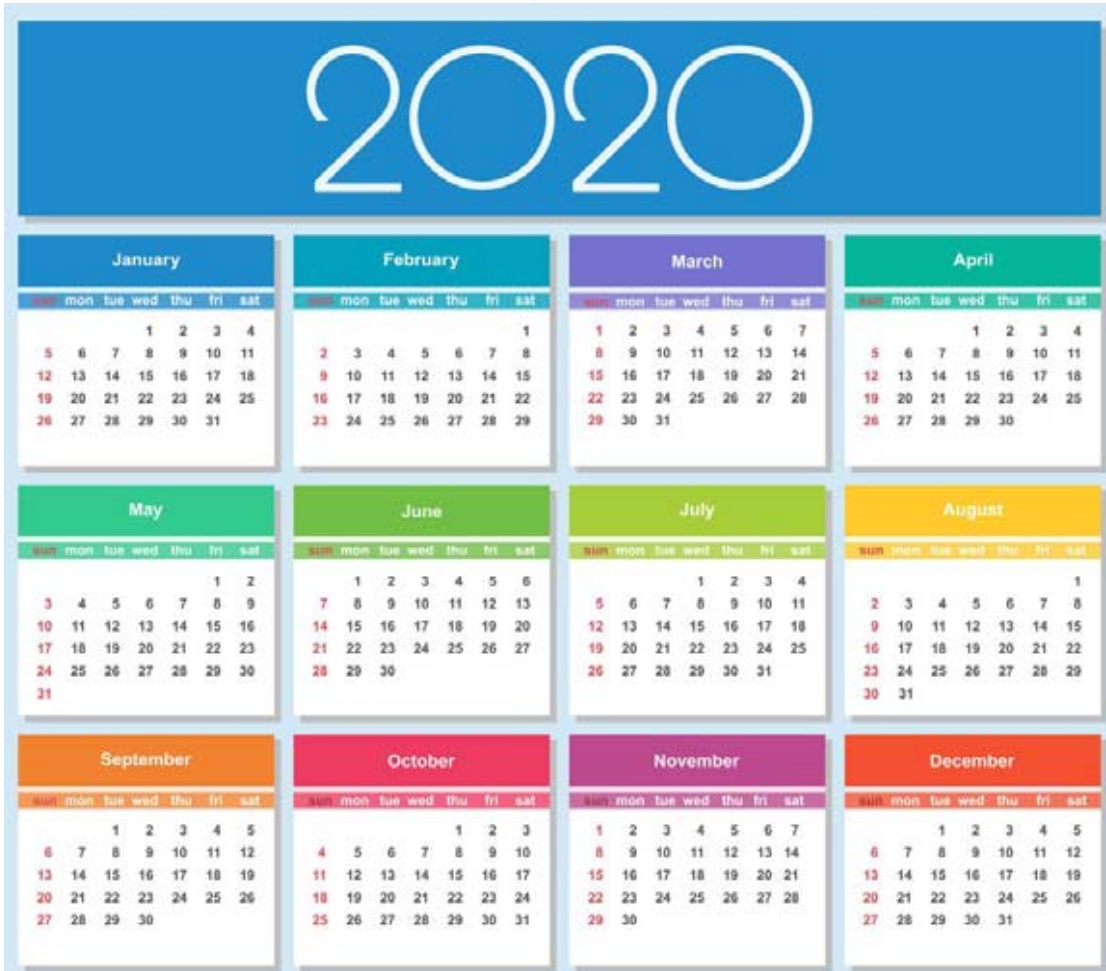 2020
January
sun mon tue wed thu fri sat
1 2 3 4
5 6 7 8 9 10 11
12 13 14 15 16 17 18
19 20 21 22 23 24 25
26 27 28 29 30 31
February
sun mon tue wed thu fri sat
1
2 3 4 5 6 7 8
9 10 11 12 13 14 15
16 17 18 19 20 21 22
23 24 25 26 27 28 29
March
sun mon tue wed thu fri sat
1 2 3 4 5 6 7
8 9 10 11 12 13 14
15 16 17 18 19 20 21
22 23 24 25 26 27 28
29 30 31
April
sun mon tue wed thu fri sat
1 2 3 4
5 6 7 8 9 10 11
12 13 14 15 16 17 18
19 20 21 22 23 24 25
26 27 28 29 30
May
sun mon tue wed thu fri sat
1 2
3 4 5 6 7 8 9
10 11 12 13 14 15 16
17 18 19 20 21 22 23
24 25 26 27 28 29 30
31
June
sun mon tue wed thu fri sat
1 2 3 4 5 6
7 8 9 10 11 12 13
14 15 16 17 18 19 20
21 22 23 24 25 26 27
28 29 30
July
sun mon tue wed thu fri sat
1 2 3 4
5 6 7 8 9 10 11
12 13 14 15 16 17 18
19 20 21 22 23 24 25
26 27 28 29 30 31
August
sun mon tue wed thu fri sat
1
2 3 4 5 6 7 8
9 10 11 12 13 14 15
16 17 18 19 20 21 22
23 24 25 26 27 28 29
30 31
September
sun mon tue wed thu fri sat
1 2 3 4 5
6 7 8 9 10 11 12
13 14 15 16 17 18 19
20 21 22 23 24 25 26
27 28 29 30
October
sun mon tue wed thu fri sat
1 2 3
4 5 6 7 8 9 10
11 12 13 14 15 16 17
18 19 20 21 22 23 24
25 26 27 28 29 30 31
November
sun mon tue wed thu fri sat
1 2 3 4 5 6 7
8 9 10 11 12 13 14
15 16 17 18 19 20 21
22 23 24 25 26 27 28
29 30
December
sun mon tue wed thu fri sat
1 2 3 4 5
6 7 8 9 10 11 12
13 14 15 16 17 18 19
20 21 22 23 24 25 26
27 28 29 30 31